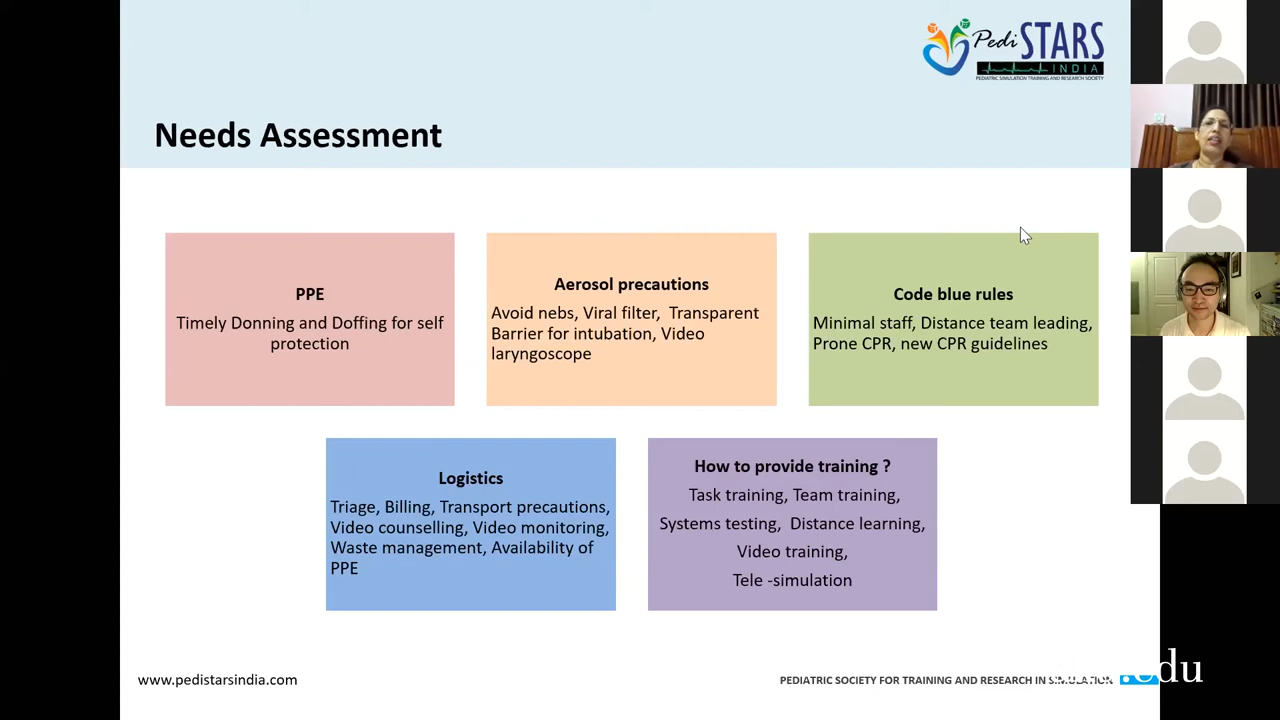 Pedi STARS
INDIA
PEDIATRIC SIMULATION TRAINING AND RESEARCH SOCIETY
Needs Assessment
PPE
Timely Donning and Doffing for self
protection
Aerosol precautions
Avoid nebs, Viral filter, Transparent
Barrier for intubation, Video
laryngoscope
Code blue rules
Minimal staff, Distance team leading,
Prone CPR, new CPR guidelines
Logistics
Triage, Billing, Transport precautions,
Video counselling, Video monitoring,
Waste management, Availability of
PPE
How to provide training ?
Task training, Team training,
Systems testing, Distance learning,
Video training,
Tele -simulation
www.pedistarsindia.com
PEDIATRIC SOCIETY FOR TRAINING AND RESEARCH IN SIMULATION